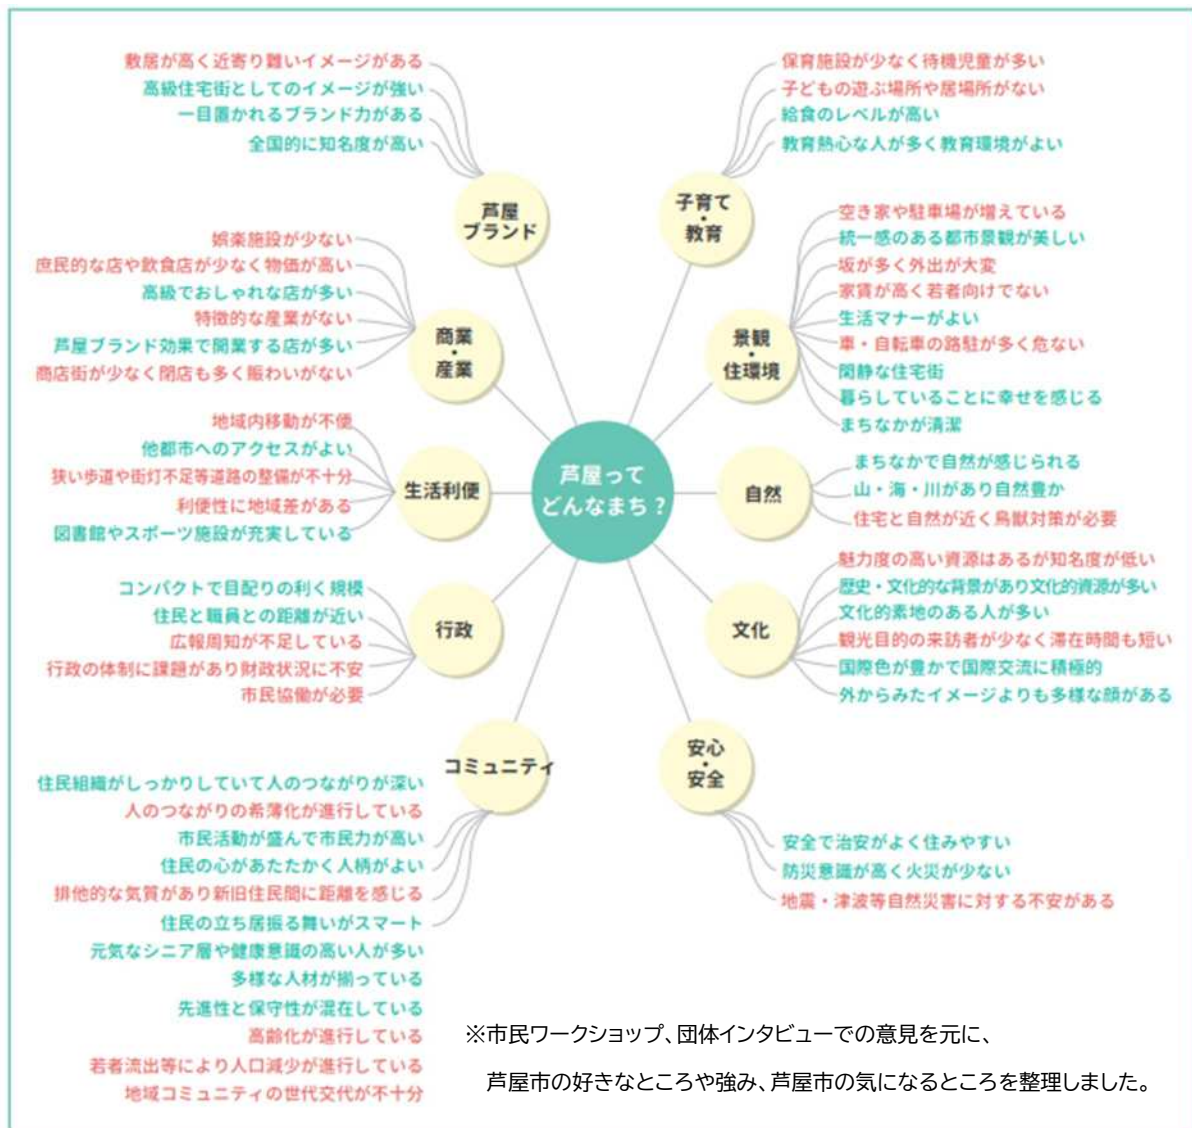 敷居が高く近寄り難いイメージがある
高級住宅街としてのイメージが強い
一目置かれるブランド力がある
全国的に知名度が高い
芦屋
ブランド
保育施設が少なく待機児童が多い
子どもの遊ぶ場所や居場所がない
給食のレベルが高い
教育熱心な人が多く教育環境がよい
子育て
・
教育
娯楽施設が少ない
庶民的な店や飲食店が少なく物価が高い
高級でおしゃれな店が多い
特徴的な産業がない
芦屋ブランド効果で開業する店が多い
商店街が少なく閉店も多く賑わいがない
商業
・
産業
空き家や駐車場が増えている
統一感のある都市景観が美しい
坂が多く外出が大変
家賃が高く若者向けでない
生活マナーがよい
車・自転車の路駐が多く危ない
閑静な住宅街
暮らしていることに幸せを感じる
まちなかが清潔
景観
・
住環境
地域内移動が不便
他都市へのアクセスがよい
狭い歩道や街灯不足等道路の整備が不十分
利便性に地域差がある
図書館やスポーツ施設が充実している
生活利便
芦屋って
どんなまち？
自然
まちなかで自然が感じられる
山・海・川があり自然豊か
住宅と自然が近く鳥獣対策が必要
コンパクトで目配りの利く規模
住民と職員との距離が近い
広報周知が不足している
行政の体制に課題があり財政状況に不安
市民協働が必要
行政
魅力度の高い資源はあるが知名度が低い
歴史・文化的な背景があり文化的資源が多い
文化的素地のある人が多い
観光目的の来訪者が少なく滞在時間も短い
国際色が豊かで国際交流に積極的
外からみたイメージよりも多様な顔がある
文化
コミュニティ
住民組織がしっかりしていて人のつながりが深い
人のつながりの希薄化が進行している
市民活動が盛んで市民力が高い
住民の心があたたかく人柄がよい
排他的な気質があり新旧住民間に距離を感じる
住民の立ち居振る舞いがスマート
元気なシニア層や健康意識の高い人が多い
多様な人材が揃っている
先進性と保守性が混在している
高齢化が進行している
若者流出等により人口減少が進行している
地域コミュニティの世代交代が不十分
安心
・
安全
安全で治安がよく住みやすい
防災意識が高く火災が少ない
地震・津波等自然災害に対する不安がある
※市民ワークショップ、団体インタビューでの意見を元に、
芦屋市の好きなところや強み、芦屋市の気になるところを整理しました。